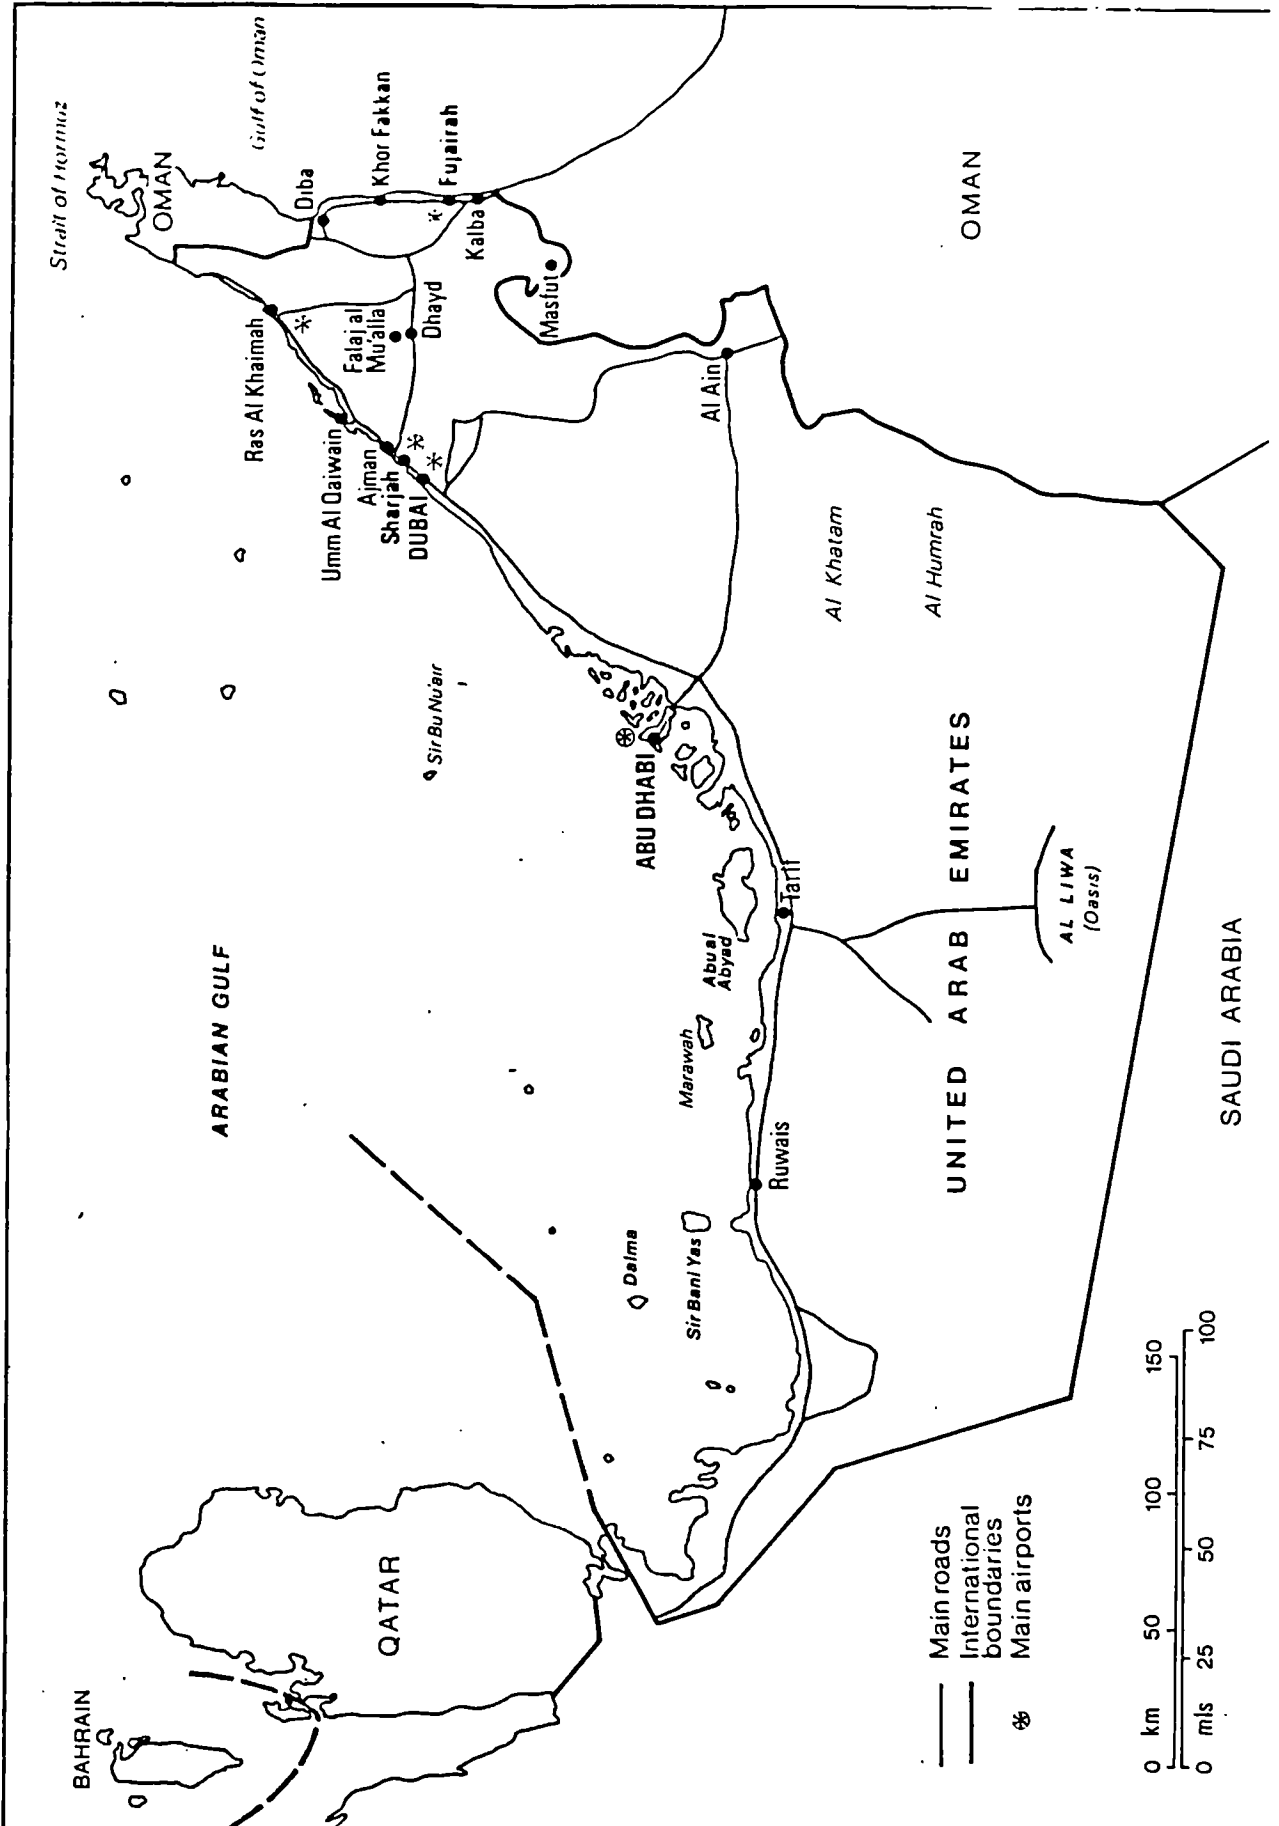 Strait of Hormuz
OMAN
Gulf of Oman
Diba
Khor Fakkan
Fujairah
Kalba
Masfut
OMAN
Ras Al Khaimah
Falaj al
Mu'alla
Dhayd
Umm Al Qaiwain
Ajman
Sharjah
DUBAI
Al Ain
Al Khatam
Al Humrah
Sir Bu Nu'air
ABU DHABI
ARABIAN GULF
Tarif
Abu al
Abyad
Marawah
Ruwais
UNITED ARAB EMIRATES
AL LIWA
(Oasis)
SAUDI ARABIA
Dalma
Sir Bani Yas
QATAR
BAHRAIN
Main roads
International
boundaries
Main airports
0 km 50 100 150
0 mls 25 50 75 100